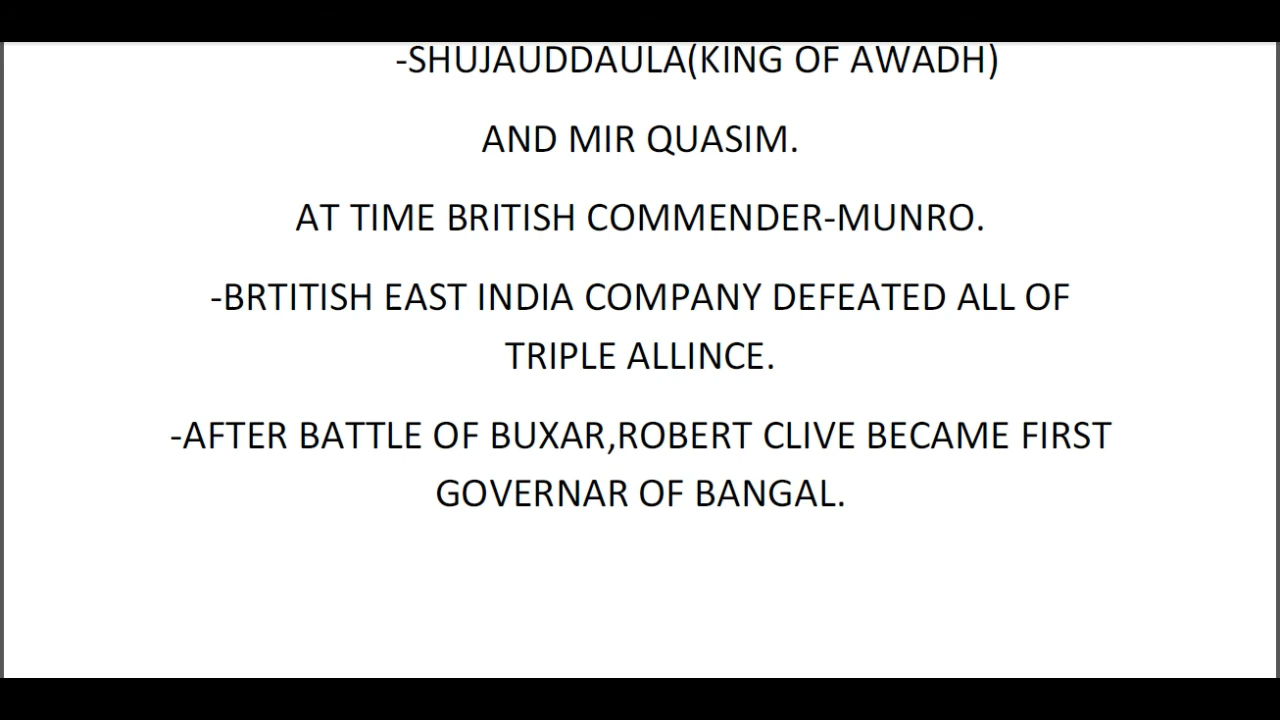 -SHUJAUDDAULA(KING OF AWADH)
AND MIR QUASIM.
AT TIME BRITISH COMMENDER-MUNRO.
-BRTITISH EAST INDIA COMPANY DEFEATED ALL OF
TRIPLE ALLINCE.
-AFTER BATTLE OF BUXAR,ROBERT CLIVE BECAME FIRST
GOVERNAR OF BANGAL.